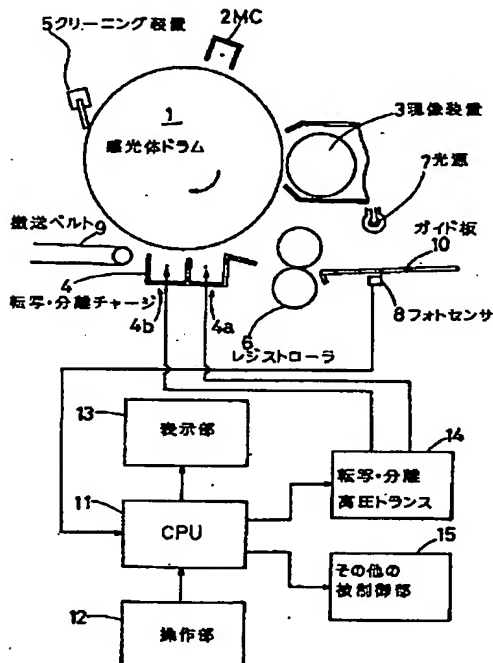 2MC
5クリーニング装置
1
感光体ドラム
3現像装置
7光源
搬送ベルト9
ガイド板
10
4
転写・分離チャージ
4b
4a
6
レジストローラ
8フォトセンサ
13
表示部
14
転写・分離
高圧トランス
11
CPU
15
その他の
被制御部
12
操作部